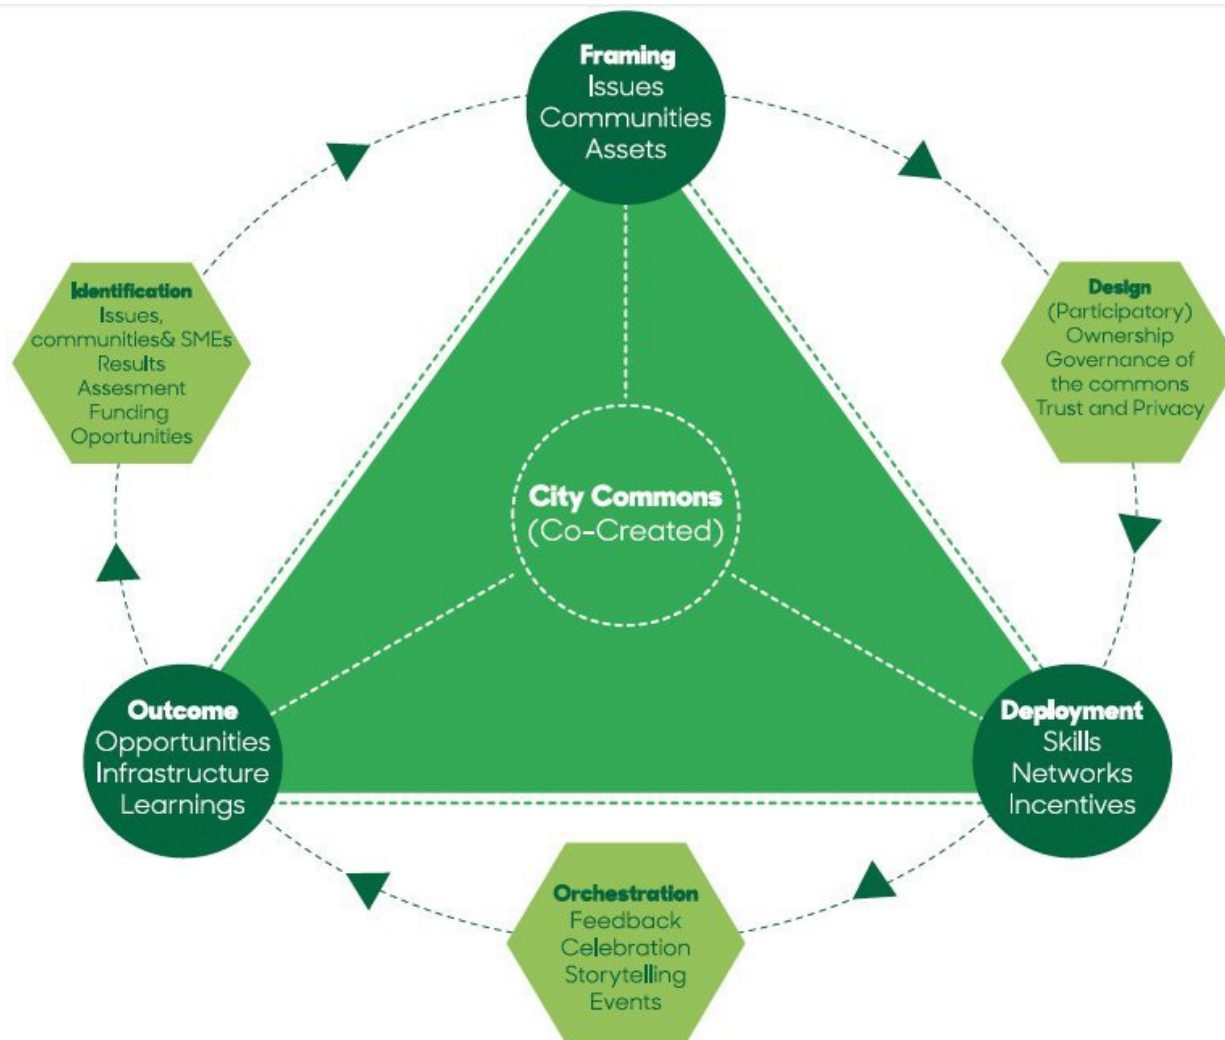 Framing
Issues
Communities
Assets
Identification
Issues,
communities& SMEs
Results
Assesment
Funding
Oportunities
Design
(Participatory)
Ownership
Governance of
the commons
Trust and Privacy
City Commons
(Co-Created)
Outcome
Opportunities
Infrastructure
Learnings
Deployment
Skills
Networks
Incentives
Orchestration
Feedback
Celebration
Storytelling
Events